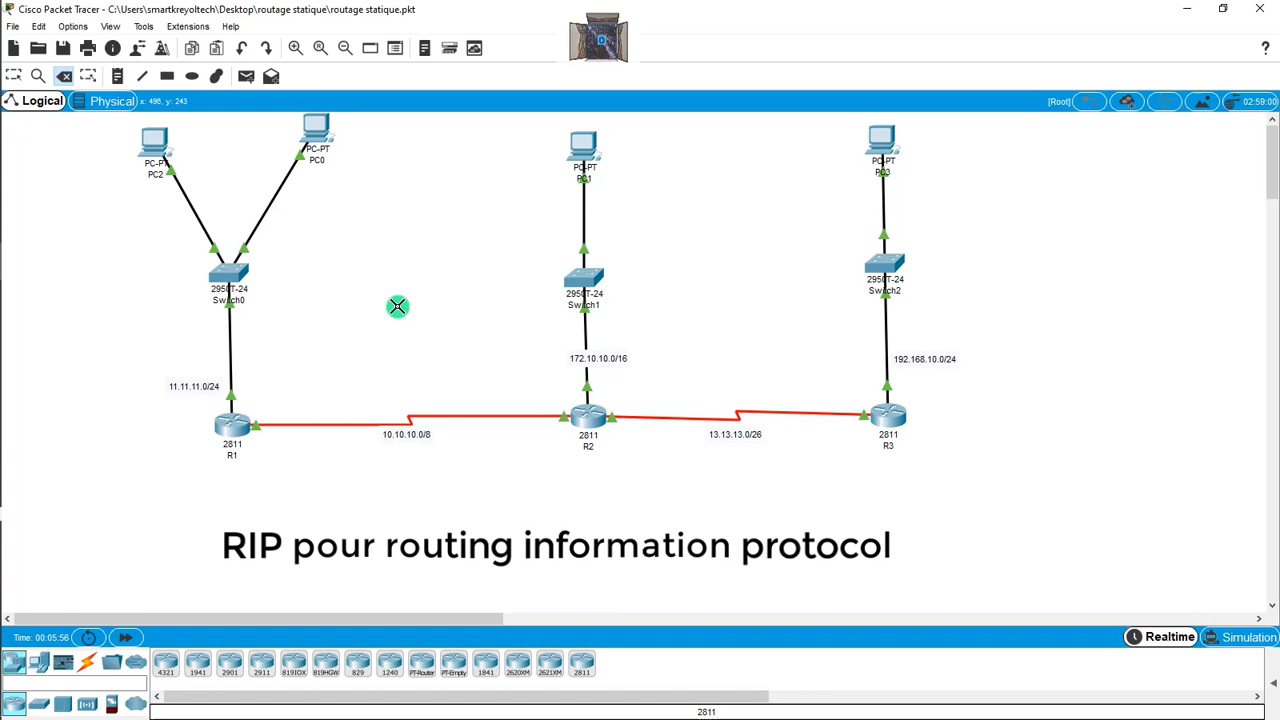 Cisco Packet Tracer - C:\Users\smartkreyoltech\Desktop\routage statique\routage statique.pkt
File Edit Options View Tools Extensions Help
?
Logical Physical x: 496, y: 243 [Root] 02:59:00
PC-PT
PC2
PC-PT
PC0
PC-PT
PC1
PC-PT
PC3
2950T-24
Switch0
2950T-24
Switch1
2950T-24
Switch2
172.10.10.0/16
192.168.10.0/24
11.11.11.0/24
10.10.10.0/8
13.13.13.0/26
2811
R1
2811
R2
2811
R3
RIP pour routing information protocol
Time: 00:05:56 Realtime Simulation
4321 1941 2901 2911 819IOX 819HGW 829 1240 PT-Router PT-Empty 1841 2620XM 2621XM 2811
2811